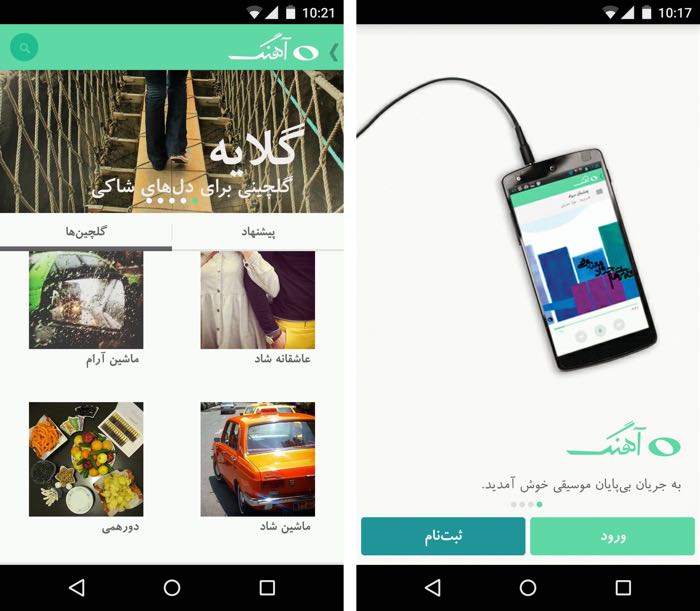 10:21
آهنگ
گلایه
گلچینی برای دل‌های شاکی
پیشنهاد
گلچین‌ها
عاشقانه شاد
ماشین آرام
ماشین شاد
دورهمی
10:17
آهنگ
آهنگ
به جریان بی‌پایان موسیقی خوش آمدید.
ورود
ثبت‌نام